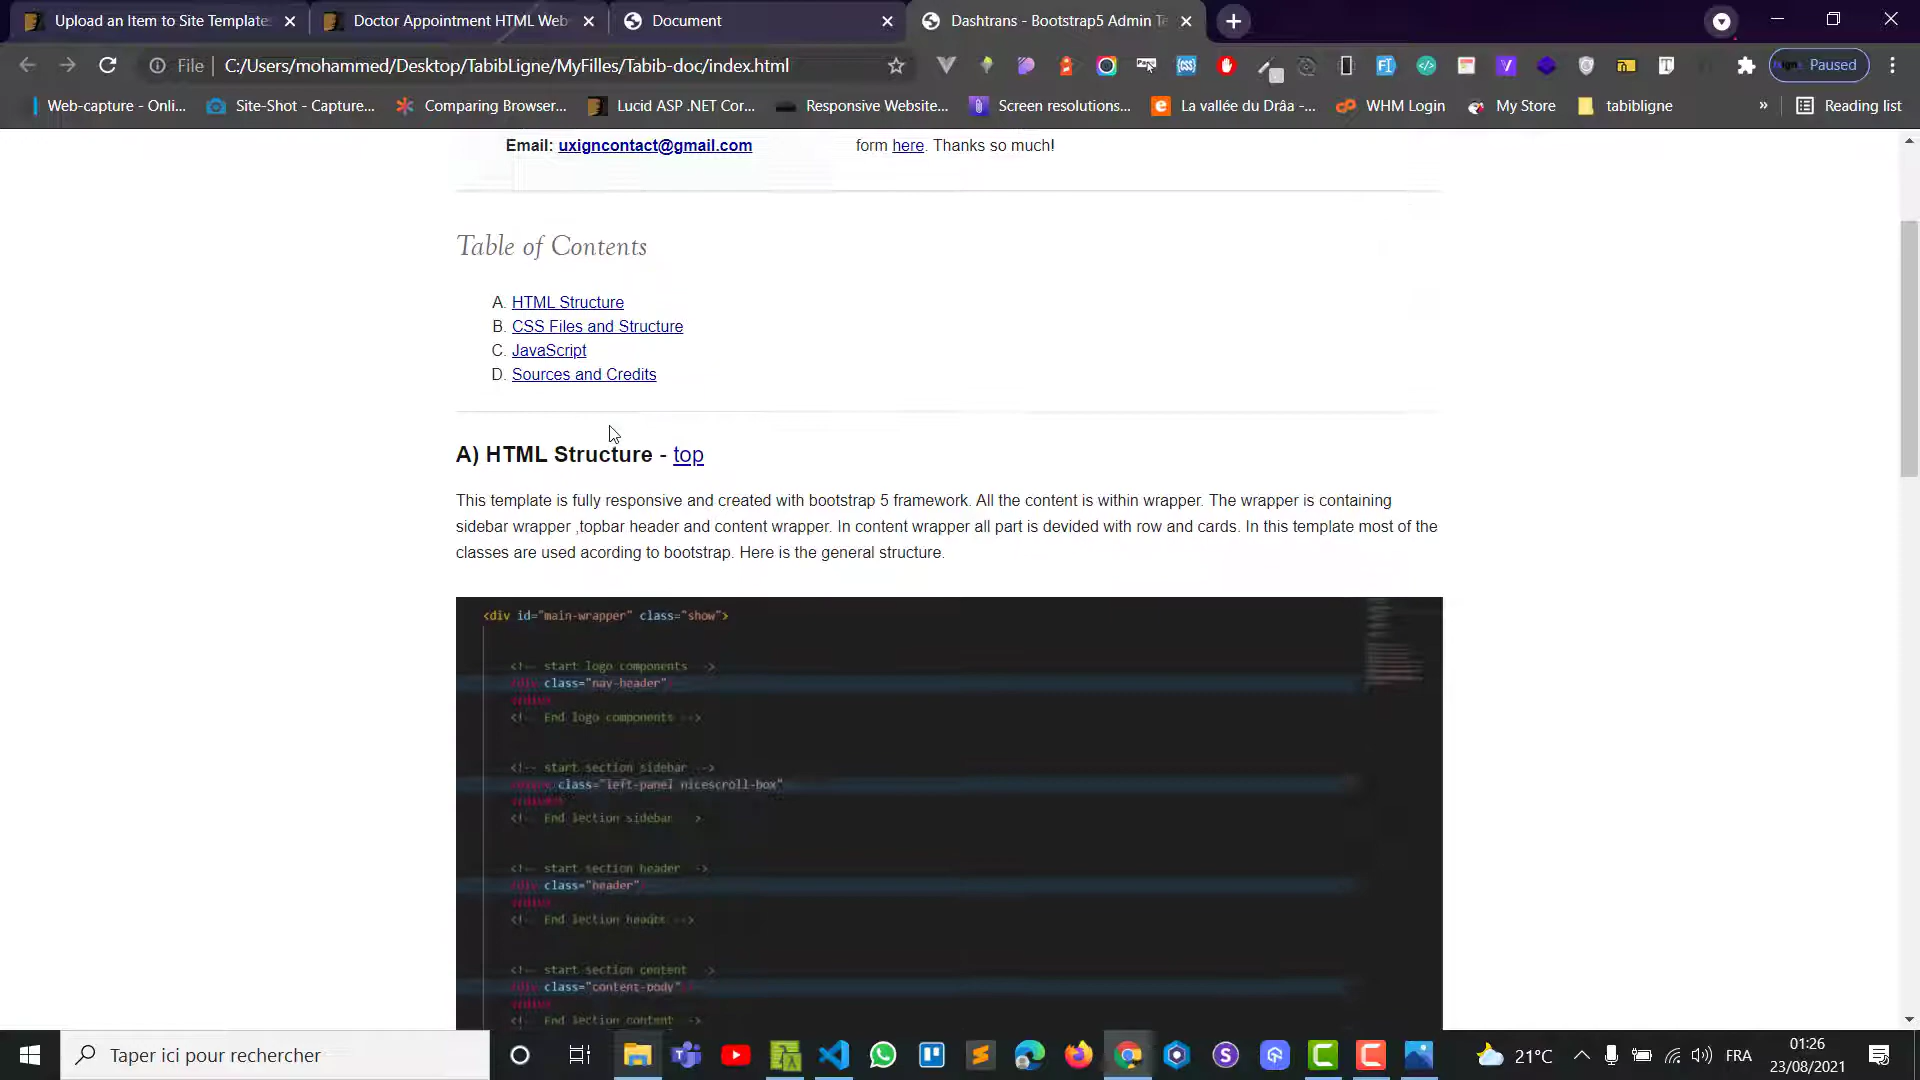 Upload an Item to Site Template
Doctor Appointment HTML Web
Document
Dashtrans - Bootstrap5 Admin Te
File
C:/Users/mohammed/Desktop/TabibLigne/MyFilles/Tabib-doc/index.html
Paused
Web-capture - Onli...
Site-Shot - Capture...
Comparing Browser...
Lucid ASP .NET Cor...
Responsive Website...
Screen resolutions...
La vallée du Drâa -...
WHM Login
My Store
tabibligne
»
Reading list
Email: uxigncontact@gmail.com
form here. Thanks so much!
Table of Contents
A. HTML Structure
B. CSS Files and Structure
C. JavaScript
D. Sources and Credits
A) HTML Structure - top
This template is fully responsive and created with bootstrap 5 framework. All the content is within wrapper. The wrapper is containing
sidebar wrapper ,topbar header and content wrapper. In content wrapper all part is devided with row and cards. In this template most of the
classes are used acording to bootstrap. Here is the general structure.
<div id="main-wrapper" class="show">
<!-- start logo components -->
class="nav-header"
<!-- End logo components -->
<!-- start section sidebar -->
class="left-panel nicescroll-box"
<!-- End section sidebar -->
<!-- start section header -->
class="header"
<!-- End section header -->
<!-- start section content -->
class="content-body"
<!-- End section content -->
Taper ici pour rechercher
21°C
FRA
01:26
23/08/2021